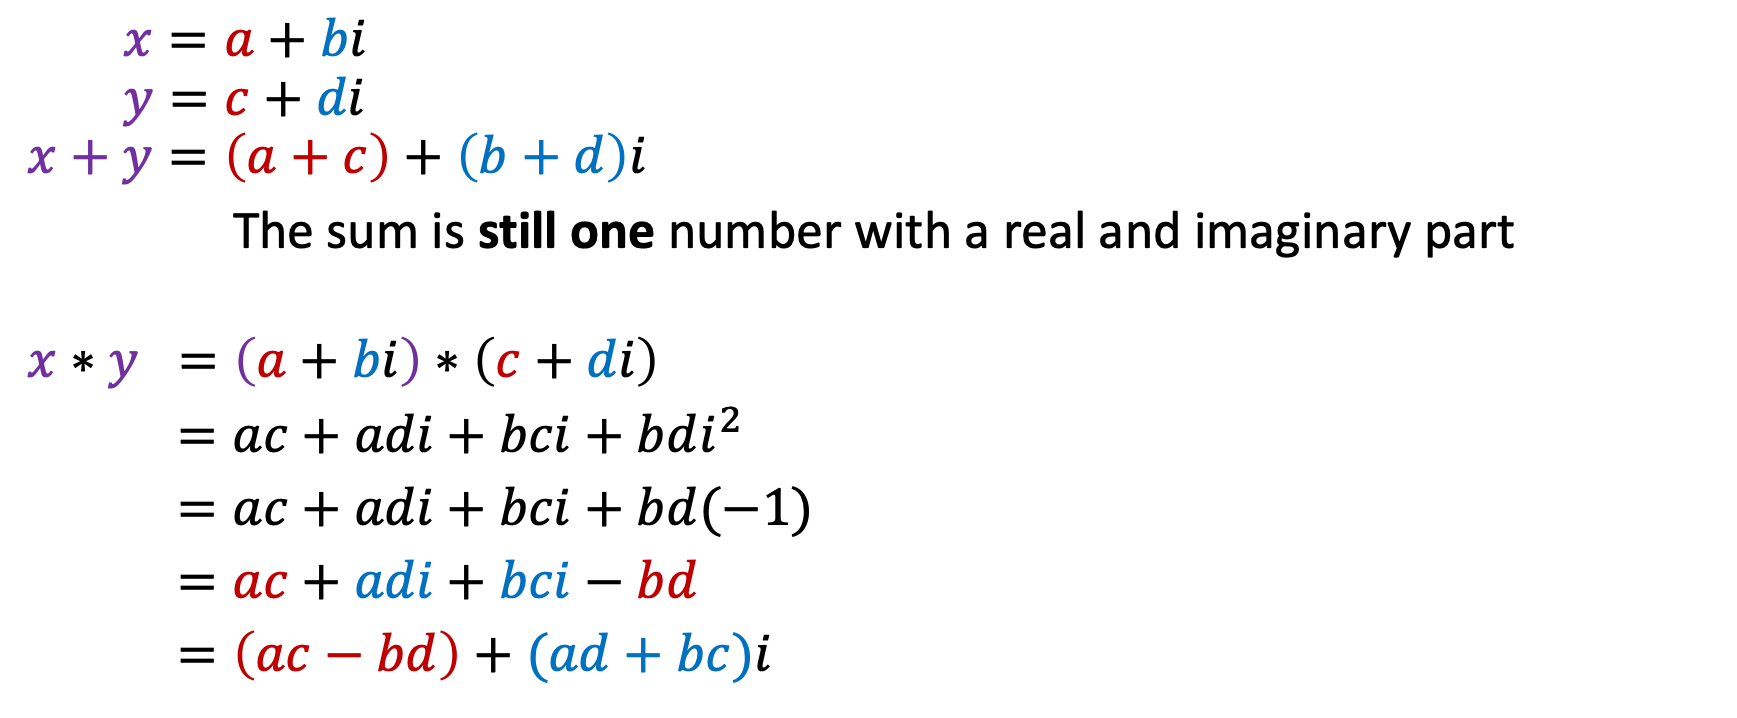 x = a + bi
y = c + di
x + y = (a + c) + (b + d)i
The sum is still one number with a real and imaginary part
x * y = (a + bi) * (c + di)
= ac + adi + bci + bdi²
= ac + adi + bci + bd(−1)
= ac + adi + bci − bd
= (ac − bd) + (ad + bc)i